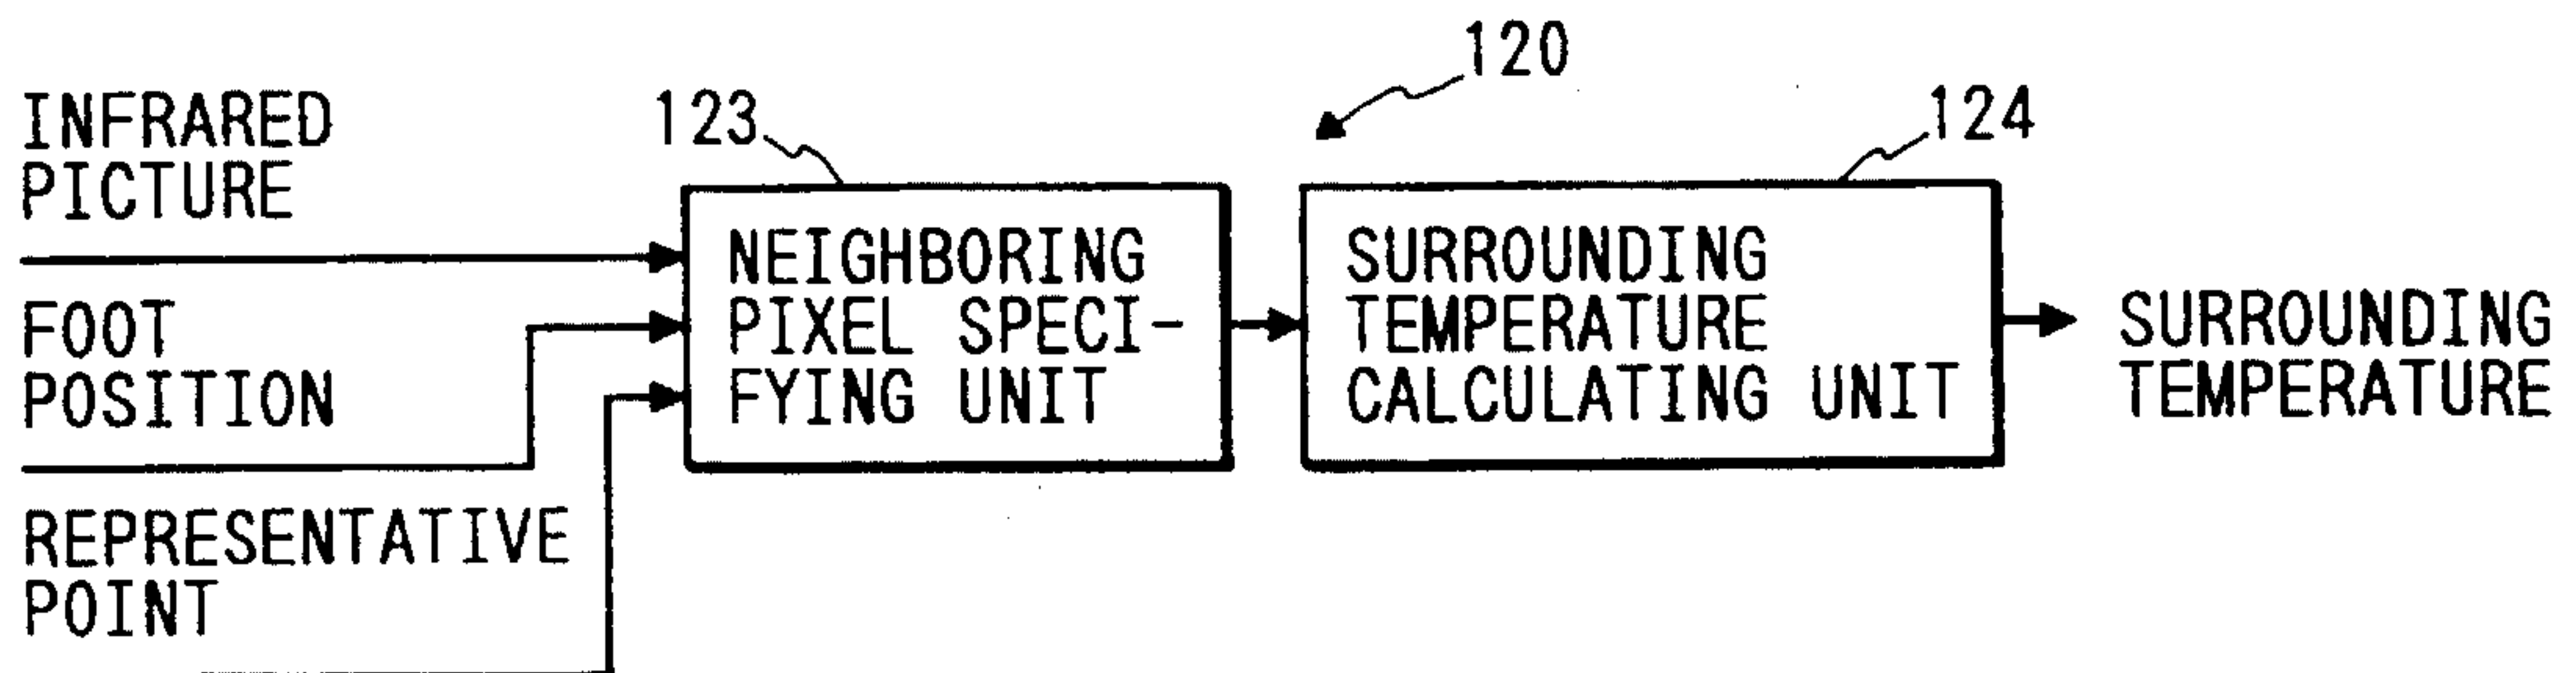 120
INFRARED
PICTURE
123
124
NEIGHBORING
PIXEL SPECI-
FYING UNIT
SURROUNDING
TEMPERATURE
CALCULATING UNIT
SURROUNDING
TEMPERATURE
FOOT
POSITION
REPRESENTATIVE
POINT